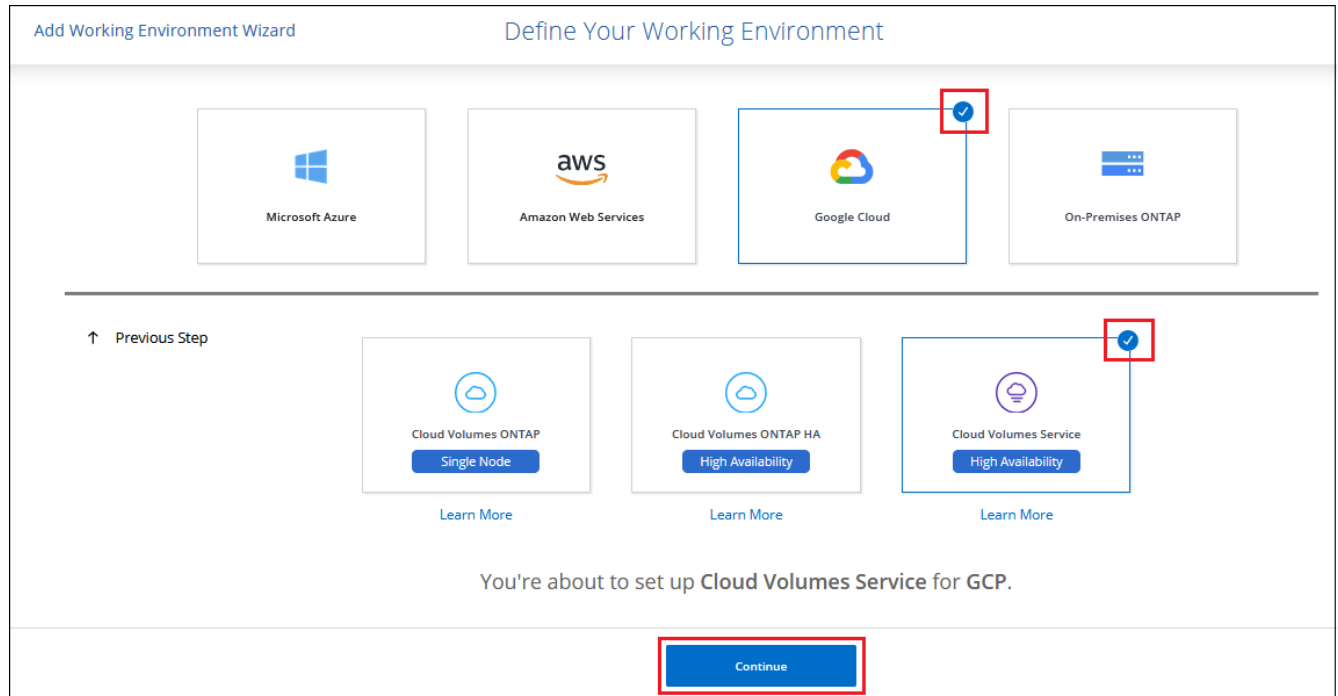 Add Working Environment Wizard
Define Your Working Environment
Microsoft Azure
aws
Amazon Web Services
Google Cloud
On-Premises ONTAP
↑ Previous Step
Cloud Volumes ONTAP
Single Node
Learn More
Cloud Volumes ONTAP HA
High Availability
Learn More
Cloud Volumes Service
High Availability
Learn More
You're about to set up Cloud Volumes Service for GCP.
Continue